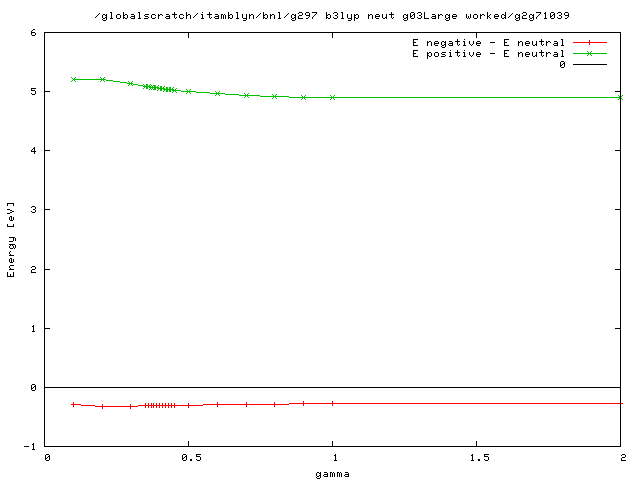 /globalscratch/itamblyn/bnl/g297 b3lyp neut g03Large worked/g2g71039
E negative - E neutral
E positive - E neutral
0
6
5
4
3
2
1
0
-1
Energy [eV]
0 0.5 1 1.5 2
gamma